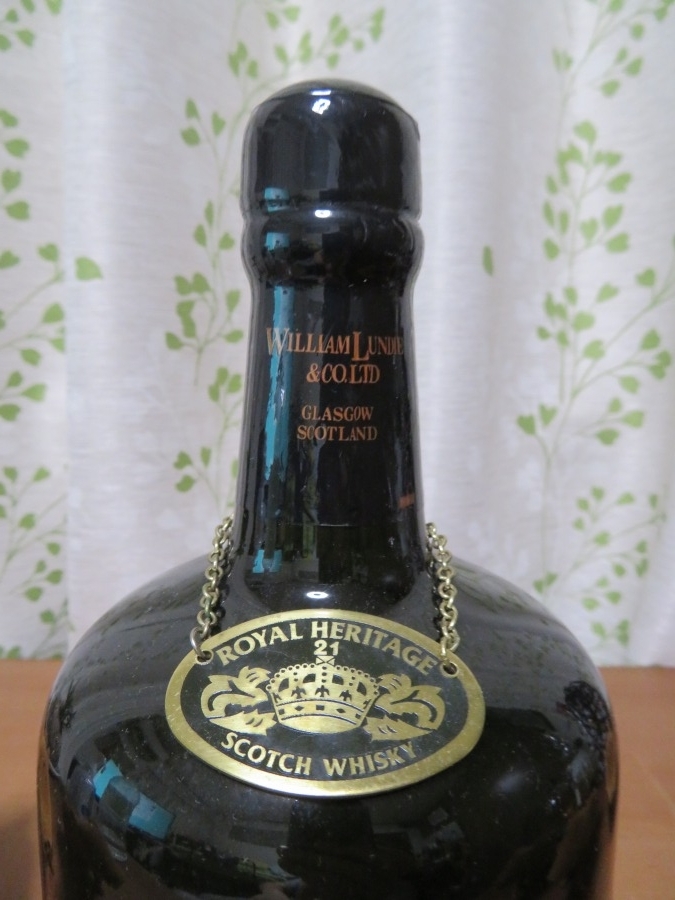 WILLIAM LUNDIE
& CO. LTD
GLASGOW
SCOTLAND
ROYAL HERITAGE
21
SCOTCH WHISKY